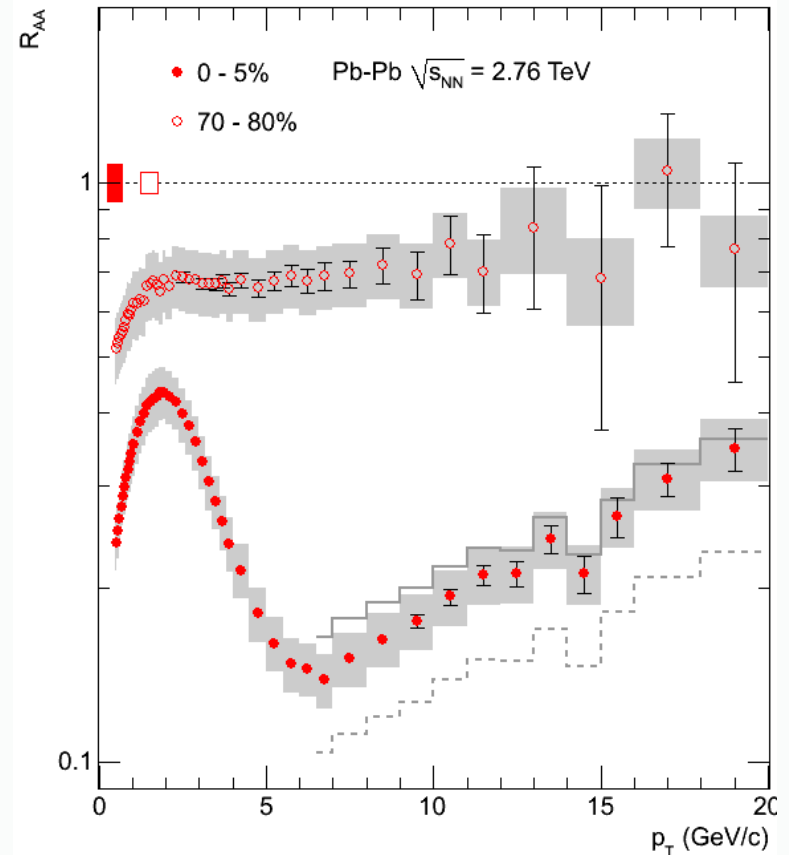 R_AA
0 - 5% Pb-Pb √s_NN = 2.76 TeV
70 - 80%
1
0.1
0 5 10 15 20
p_T (GeV/c)